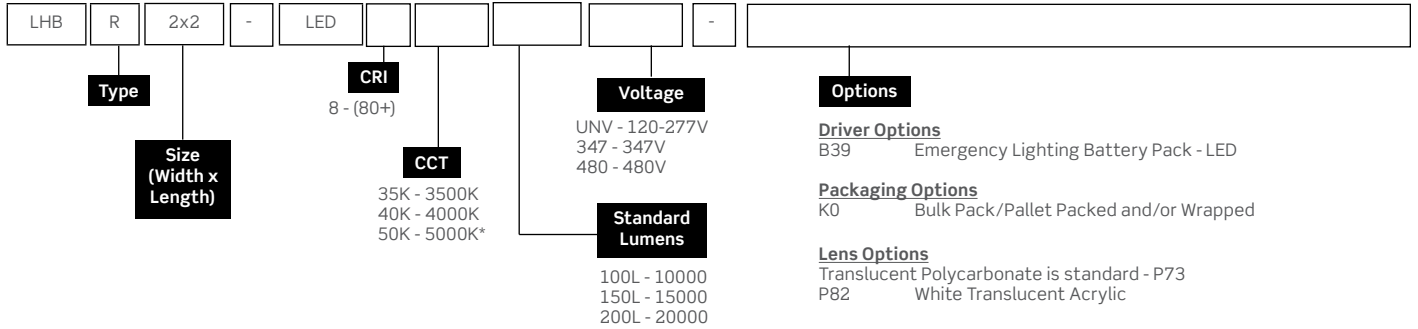 LHB R 2x2 - LED -
Type
Size
(Width x
Length)
CRI
8 - (80+)
CCT
35K - 3500K
40K - 4000K
50K - 5000K*
Standard
Lumens
100L - 10000
150L - 15000
200L - 20000
Voltage
UNV - 120-277V
347 - 347V
480 - 480V
Options
Driver Options
B39 Emergency Lighting Battery Pack - LED
Packaging Options
K0 Bulk Pack/Pallet Packed and/or Wrapped
Lens Options
Translucent Polycarbonate is standard - P73
P82 White Translucent Acrylic